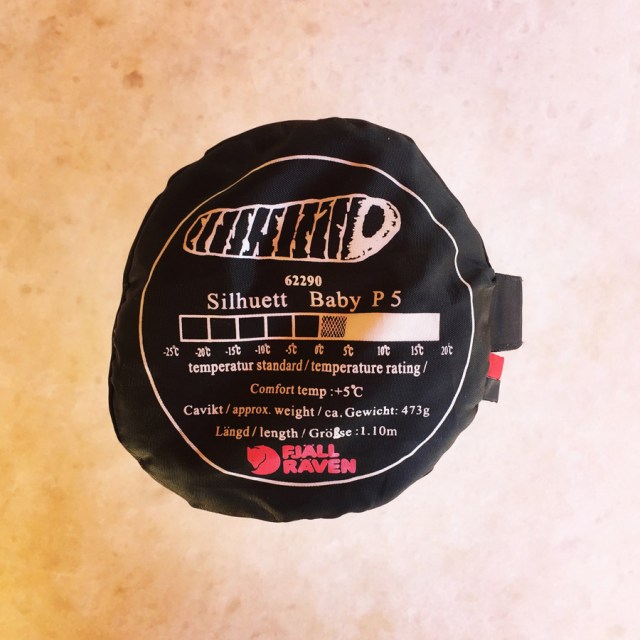 62290
Silhuett Baby P 5
-25°C -20°C -15°C -10°C -5°C 0°C 5°C 10°C 15°C 20°C
temperatur standard / temperature rating /
Comfort temp :+5°C
Cavikt / approx. weight / ca. Gewicht: 473g
Längd / length / Größse :1.10m
FJÄLL
RÄVEN